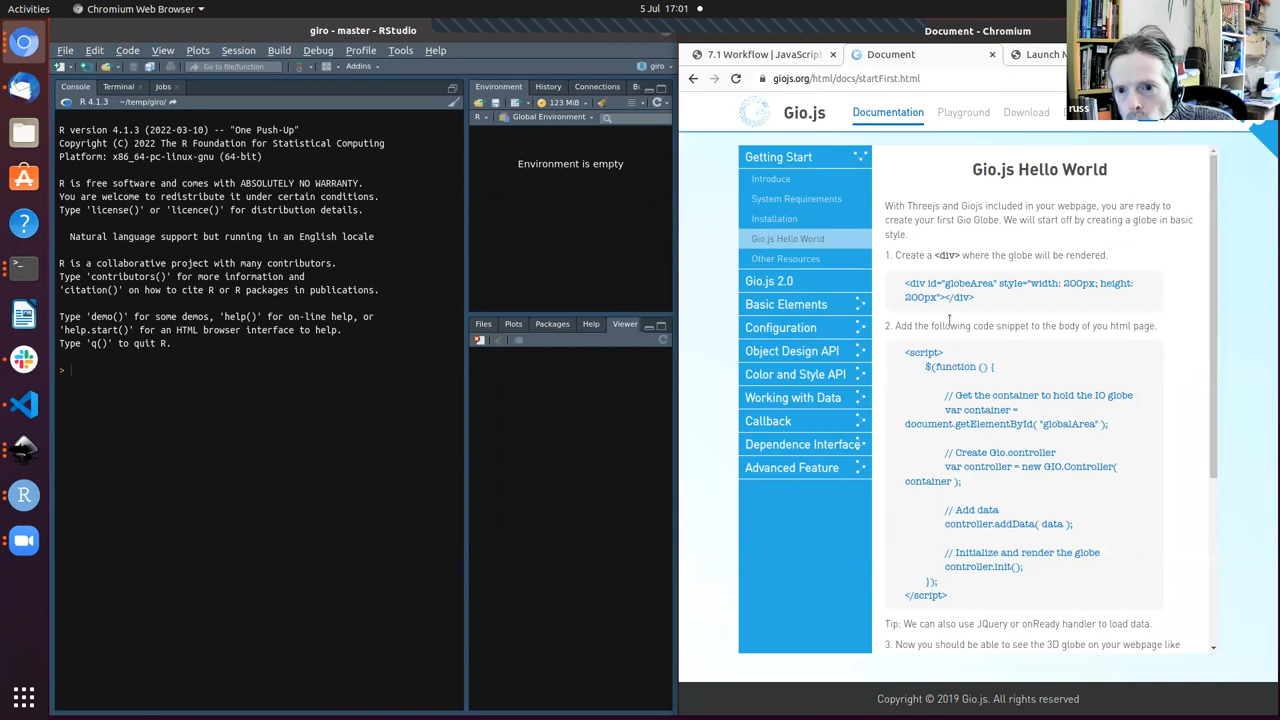 Activities
Chromium Web Browser
5 Jul 17:01
giro - master - RStudio
File Edit Code View Plots Session Build Debug Profile Tools Help
Go to file/function
Addins
giro
Console Terminal Jobs
R 4.1.3 · ~/temp/giro/
R version 4.1.3 (2022-03-10) -- "One Push-Up"
Copyright (C) 2022 The R Foundation for Statistical Computing
Platform: x86_64-pc-linux-gnu (64-bit)
R is free software and comes with ABSOLUTELY NO WARRANTY.
You are welcome to redistribute it under certain conditions.
Type 'license()' or 'licence()' for distribution details.
Natural language support but running in an English locale
R is a collaborative project with many contributors.
Type 'contributors()' for more information and
'citation()' on how to cite R or R packages in publications.
Type 'demo()' for some demos, 'help()' for on-line help, or
'help.start()' for an HTML browser interface to help.
Type 'q()' to quit R.
>
Environment History Connections
123 MiB
R Global Environment
Environment is empty
Files Plots Packages Help Viewer
Document - Chromium
7.1 Workflow | JavaScript
Document
Launch M
giojs.org/html/docs/startFirst.html
russ
Gio.js
Documentation Playground Download
Getting Start
Introduce
System Requirements
Installation
Gio.js Hello World
Other Resources
Gio.js 2.0
Basic Elements
Configuration
Object Design API
Color and Style API
Working with Data
Callback
Dependence Interface
Advanced Feature
Gio.js Hello World
With Threejs and Giojs included in your webpage, you are ready to
create your first Gio Globe. We will start off by creating a globe in basic
style.
1. Create a <div> where the globe will be rendered.
<div id="globeArea" style="width: 200px; height:
200px"></div>
2. Add the following code snippet to the body of you html page.
<script>
$(function () {
// Get the container to hold the IO globe
var container =
document.getElementById( "globalArea" );
// Create Gio.controller
var controller = new GIO.Controller(
container );
// Add data
controller.addData( data );
// Initialize and render the globe
controller.init();
});
</script>
Tip: We can also use JQuery or onReady handler to load data.
3. Now you should be able to see the 3D globe on your webpage like
Copyright © 2019 Gio.js. All rights reserved